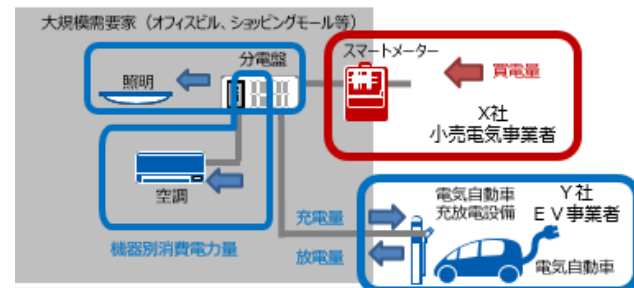 大規模需要家（オフィスビル、ショッピングモール等）
分電盤
スマートメーター
照明
買電量
X社
小売電気事業者
空調
機器別消費電力量
充電量
放電量
電気自動車
充放電設備
Y社
EV事業者
電気自動車